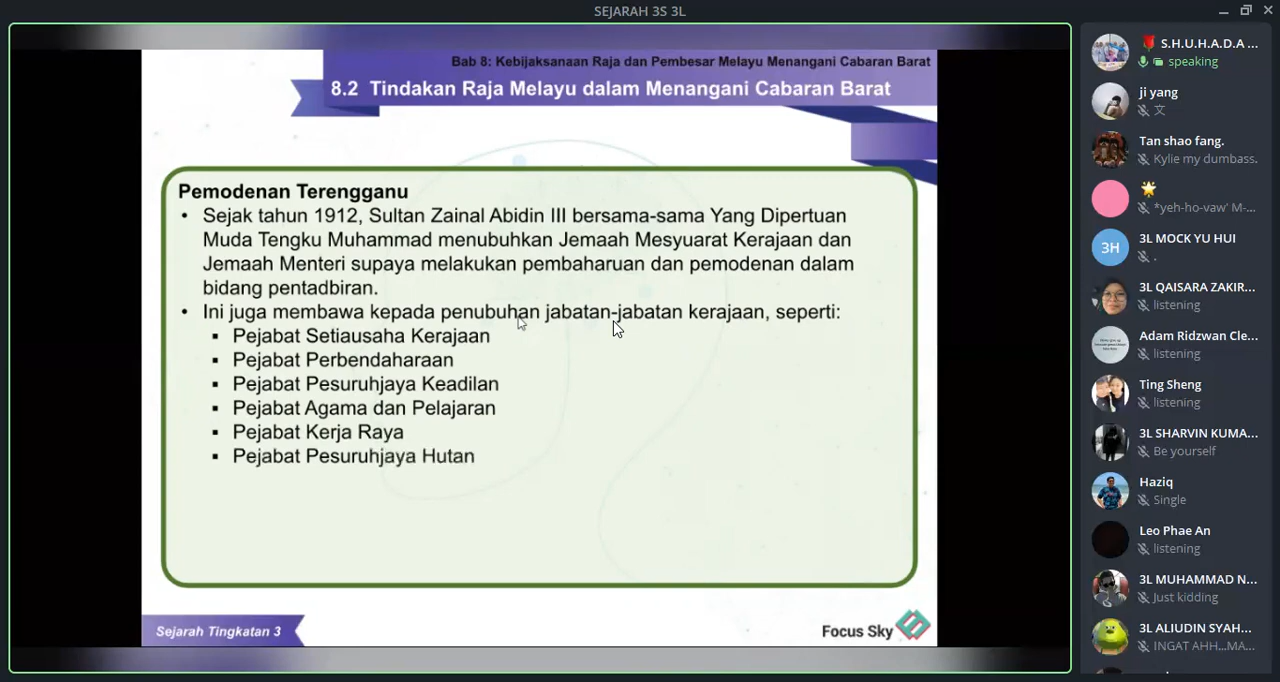 SEJARAH 3S 3L
Bab 8: Kebijaksanaan Raja dan Pembesar Melayu Menangani Cabaran Barat
8.2 Tindakan Raja Melayu dalam Menangani Cabaran Barat
Pemodenan Terengganu
• Sejak tahun 1912, Sultan Zainal Abidin III bersama-sama Yang Dipertuan
Muda Tengku Muhammad menubuhkan Jemaah Mesyuarat Kerajaan dan
Jemaah Menteri supaya melakukan pembaharuan dan pemodenan dalam
bidang pentadbiran.
• Ini juga membawa kepada penubuhan jabatan-jabatan kerajaan, seperti:
▪ Pejabat Setiausaha Kerajaan
▪ Pejabat Perbendaharaan
▪ Pejabat Pesuruhjaya Keadilan
▪ Pejabat Agama dan Pelajaran
▪ Pejabat Kerja Raya
▪ Pejabat Pesuruhjaya Hutan
Sejarah Tingkatan 3
Focus Sky
🌹 S.H.U.H.A.D.A ...
speaking
ji yang
文
Tan shao fang.
Kylie my dumbass.
🌟
*yeh-ho-vaw' M-...
3H
3L MOCK YU HUI
.
3L QAISARA ZAKIR...
listening
Adam Ridzwan Cle...
listening
Ting Sheng
listening
3L SHARVIN KUMA...
Be yourself
Haziq
Single
Leo Phae An
listening
3L MUHAMMAD N...
Just kidding
3L ALIUDIN SYAH...
INGAT AHH...MA...